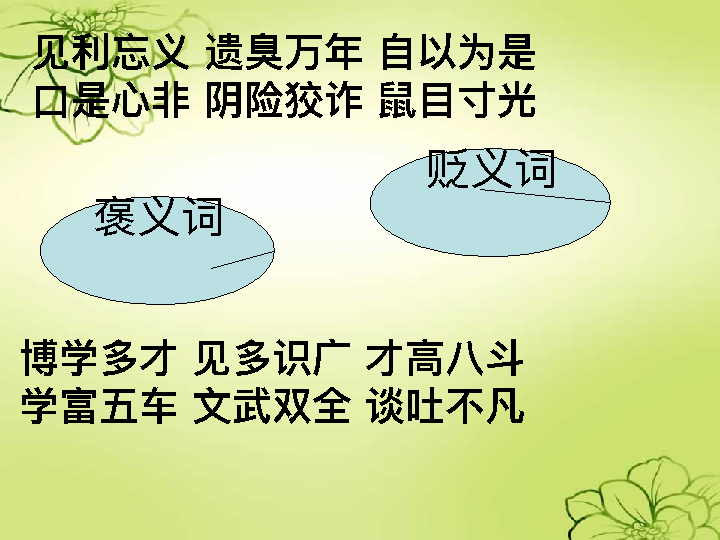 见利忘义 遗臭万年 自以为是
口是心非 阴险狡诈 鼠目寸光
贬义词
褒义词
博学多才 见多识广 才高八斗
学富五车 文武双全 谈吐不凡